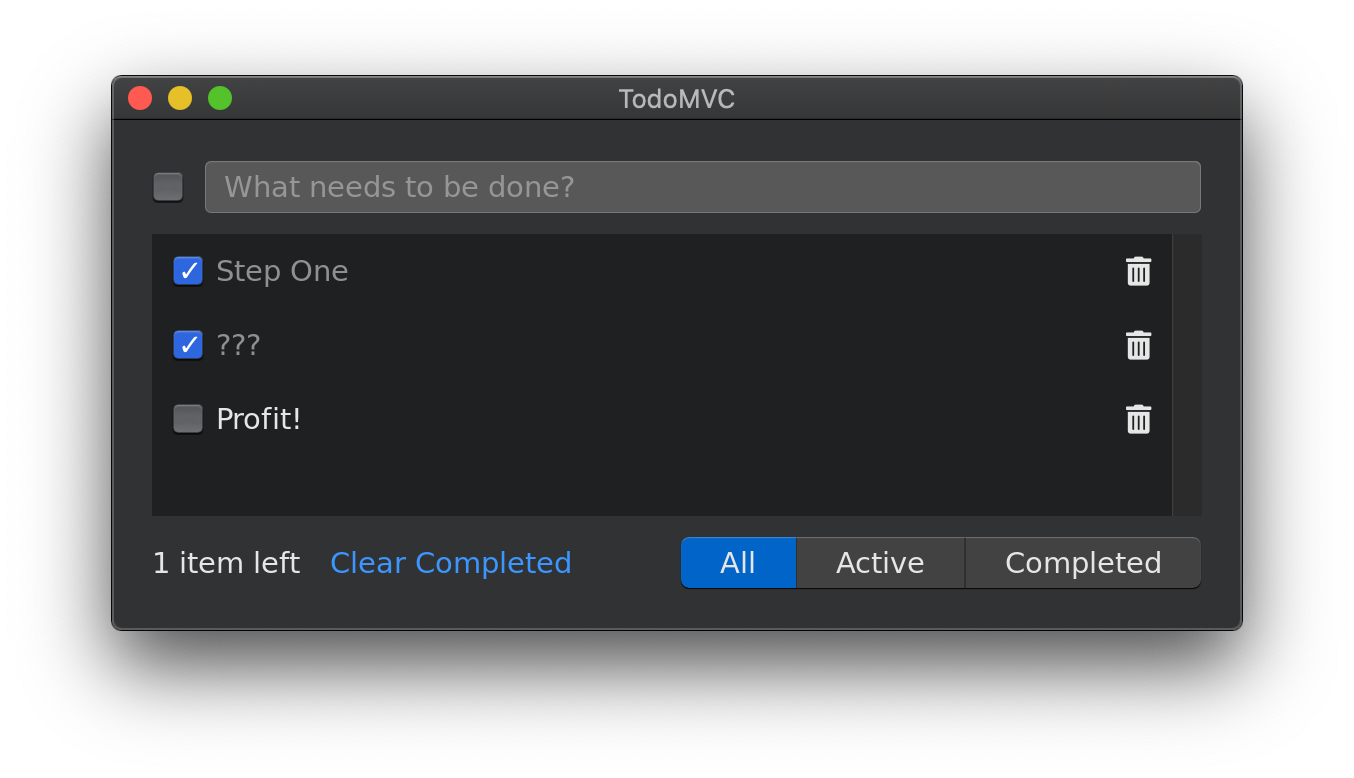 TodoMVC
What needs to be done?
Step One
???
Profit!
1 item left Clear Completed All Active Completed